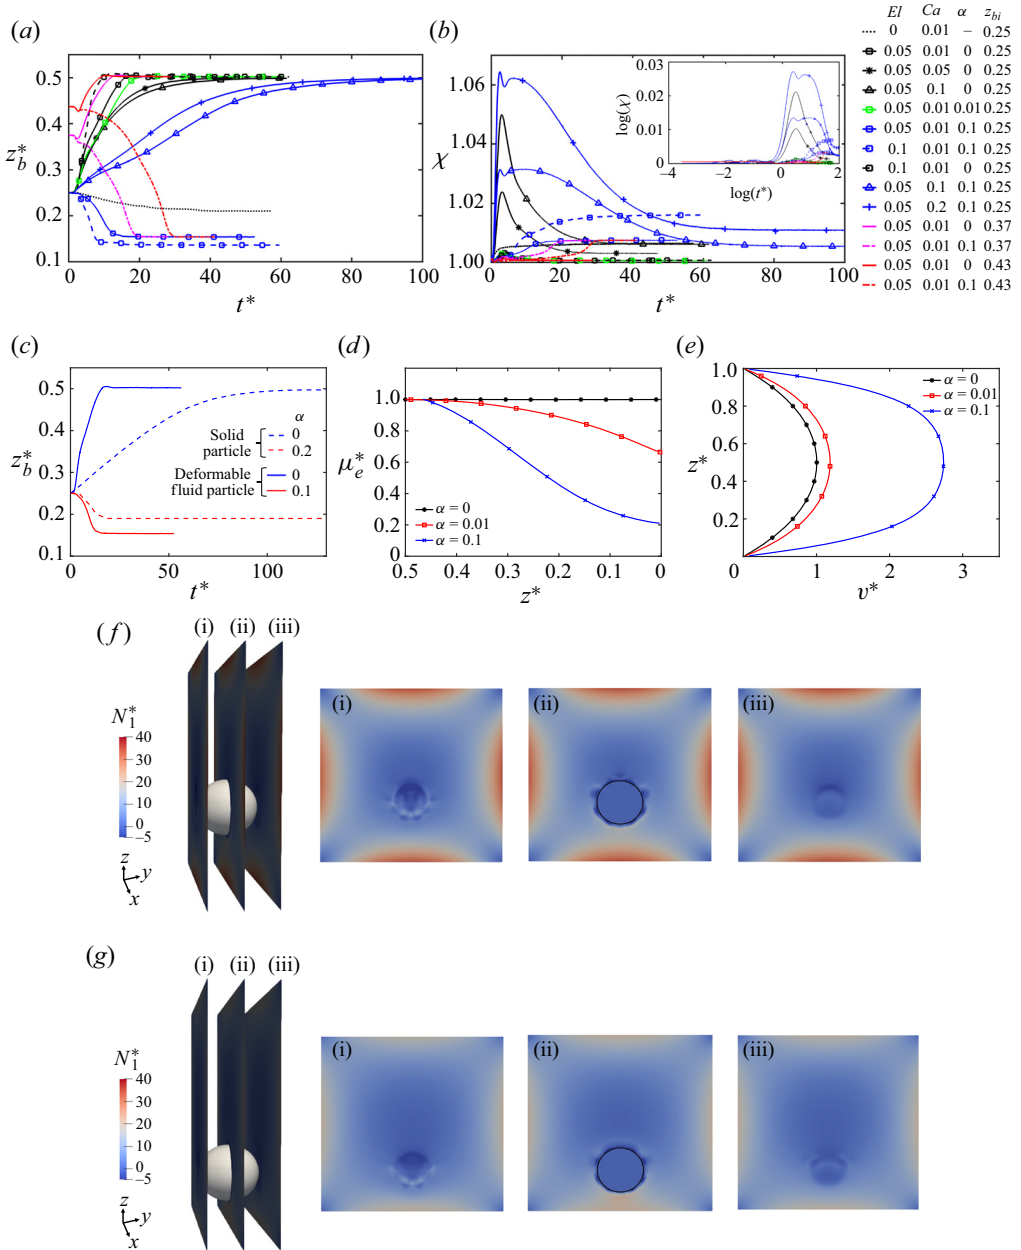 (a)
0.5
0.4
z_b^*
0.3
0.2
0.1
0 20 40 60 80 100
t^*
(b)
1.06
1.04
χ
1.02
1.00
0 20 40 60 80 100
t^*
0.03
0.02
log(χ)
0.01
0
−4 −2 0 2
log(t^*)
El Ca α z_bi
0 0.01 – 0.25
0.05 0.01 0 0.25
0.05 0.05 0 0.25
0.05 0.1 0 0.25
0.05 0.01 0.01 0.25
0.05 0.01 0.1 0.25
0.1 0.01 0.1 0.25
0.1 0.01 0 0.25
0.05 0.1 0.1 0.25
0.05 0.2 0.1 0.25
0.05 0.01 0 0.37
0.05 0.01 0.1 0.37
0.05 0.01 0 0.43
0.05 0.01 0.1 0.43
(c)
0.5
0.4
z_b^*
0.3
0.2
0.1
0 50 100
t^*
α
Solid particle
0
0.2
Deformable fluid particle
0
0.1
(d)
1.0
0.8
μ_e^*
0.6
0.4
0.2
0
0.5 0.4 0.3 0.2 0.1 0
z^*
α = 0
α = 0.01
α = 0.1
(e)
1.0
0.8
z^*
0.6
0.4
0.2
0 1 2 3
v^*
α = 0
α = 0.01
α = 0.1
(f)
(i) (ii) (iii)
N_1^*
40
30
20
10
0
−5
z
y
x
(i)
(ii)
(iii)
(g)
(i) (ii) (iii)
N_1^*
40
30
20
10
0
−5
z
y
x
(i)
(ii)
(iii)